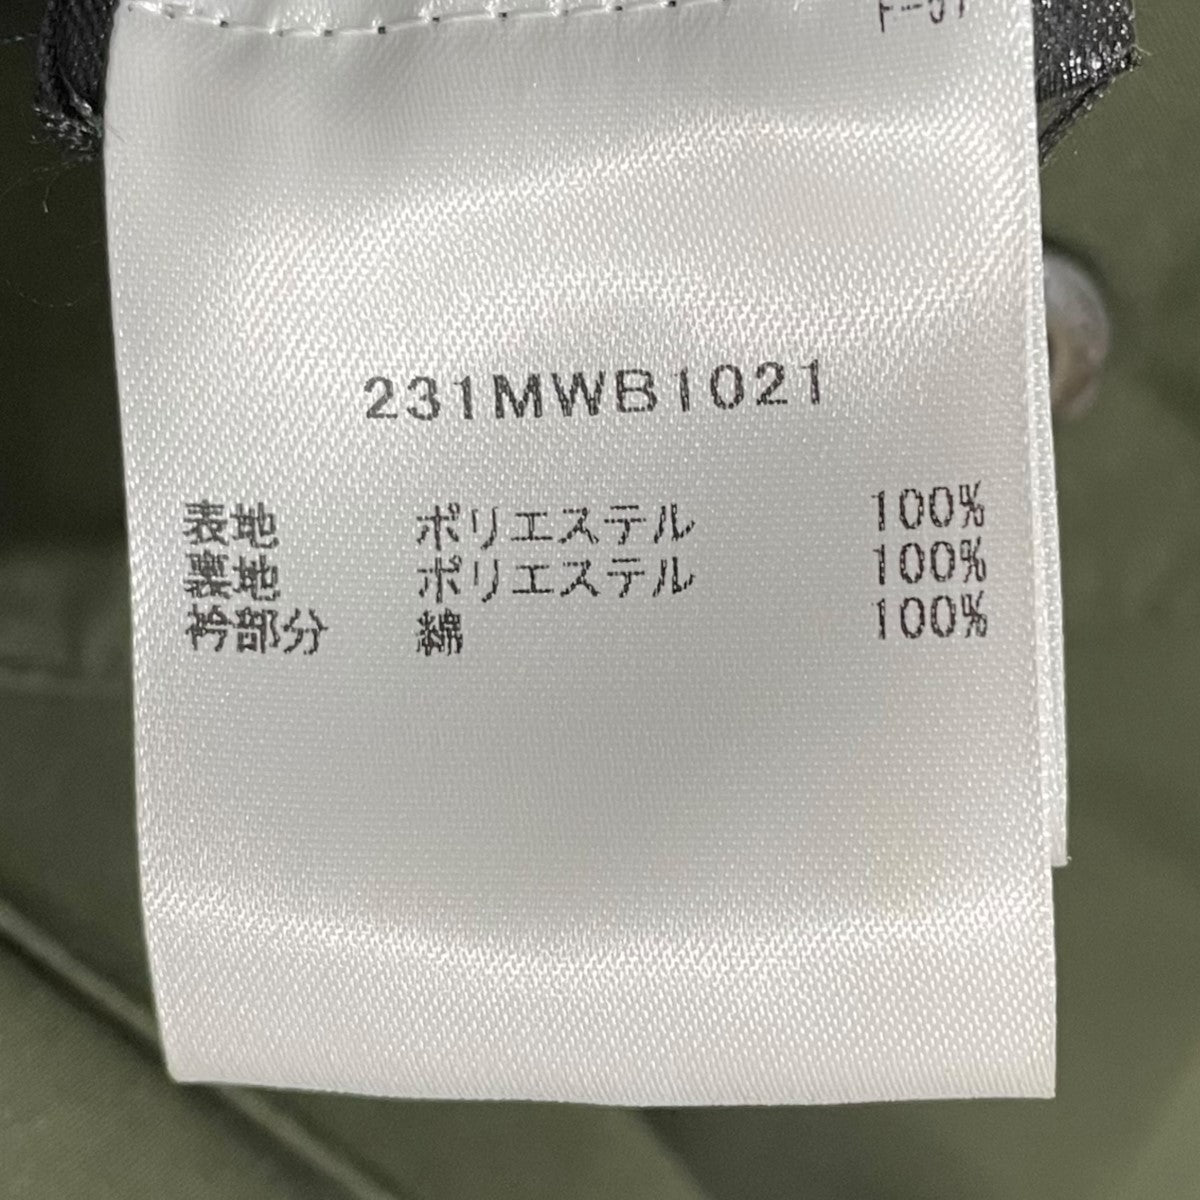 231MWB1021
表地 ポリエステル 100%
裏地 ポリエステル 100%
衿部分 綿 100%